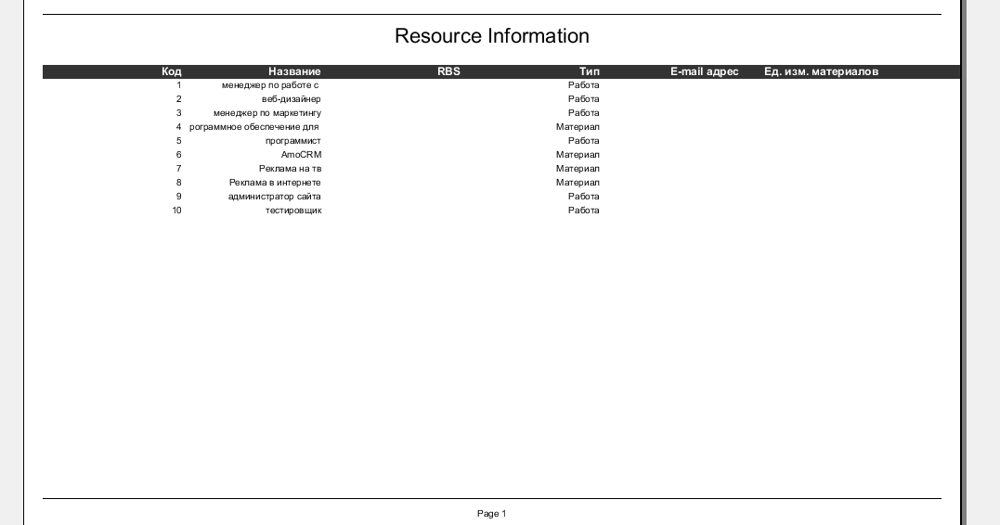 Resource Information
Код Название RBS Тип E-mail адрес Ед. изм. материалов
1 менеджер по работе с Работа
2 веб-дизайнер Работа
3 менеджер по маркетингу Работа
4 рограммное обеспечение для Материал
5 программист Работа
6 AmoCRM Материал
7 Реклама на тв Материал
8 Реклама в интернете Материал
9 администратор сайта Работа
10 тестировщик Работа
Page 1